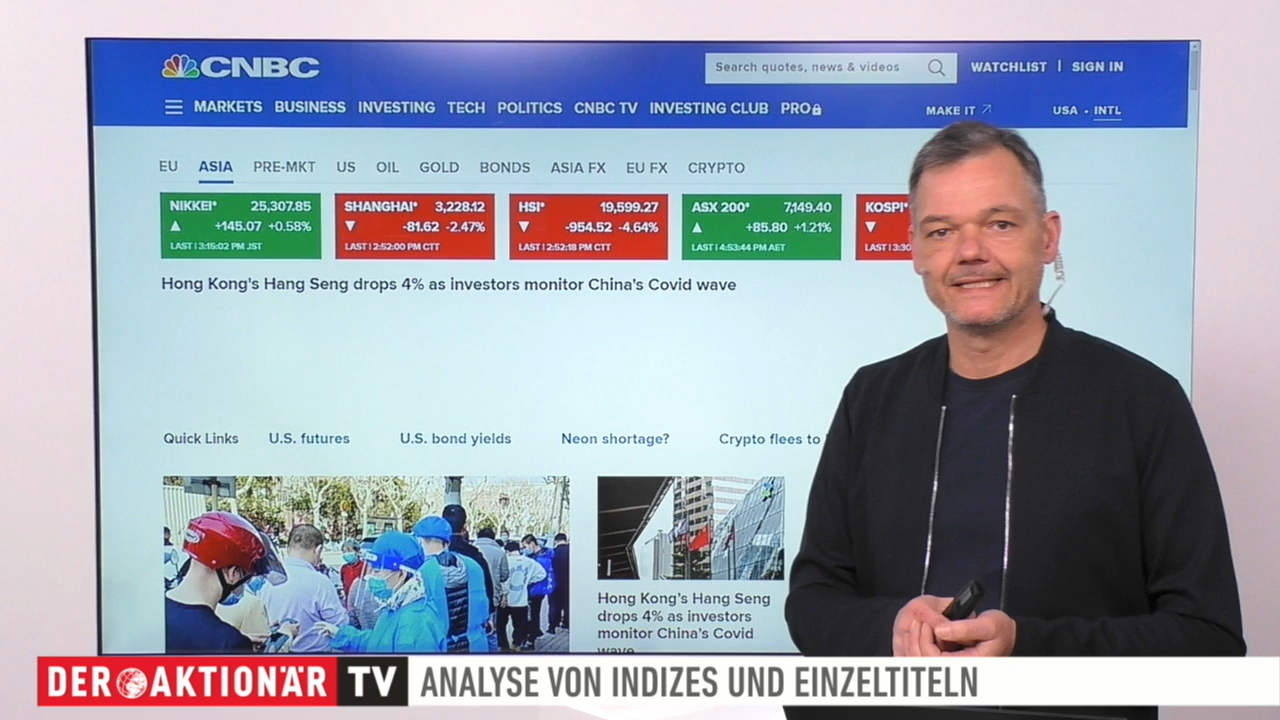 CNBC
Search quotes, news & videos
WATCHLIST | SIGN IN
MARKETS BUSINESS INVESTING TECH POLITICS CNBC TV INVESTING CLUB PRO
MAKE IT
USA • INTL
EU ASIA PRE-MKT US OIL GOLD BONDS ASIA FX EU FX CRYPTO
NIKKEI* 25,307.85
▲ +145.07 +0.58%
LAST | 3:15:02 PM JST
SHANGHAI* 3,228.12
▼ -81.62 -2.47%
LAST | 2:52:00 PM CTT
HSI* 19,599.27
▼ -954.52 -4.64%
LAST | 2:52:18 PM CTT
ASX 200* 7,149.40
▲ +85.80 +1.21%
LAST | 4:53:44 PM AET
KOSPI*
▼
LAST | 3:30
Hong Kong's Hang Seng drops 4% as investors monitor China's Covid wave
Quick Links U.S. futures U.S. bond yields Neon shortage? Crypto flees to
Hong Kong's Hang Seng
drops 4% as investors
monitor China's Covid
wave
DER AKTIONÄR TV ANALYSE VON INDIZES UND EINZELTITELN